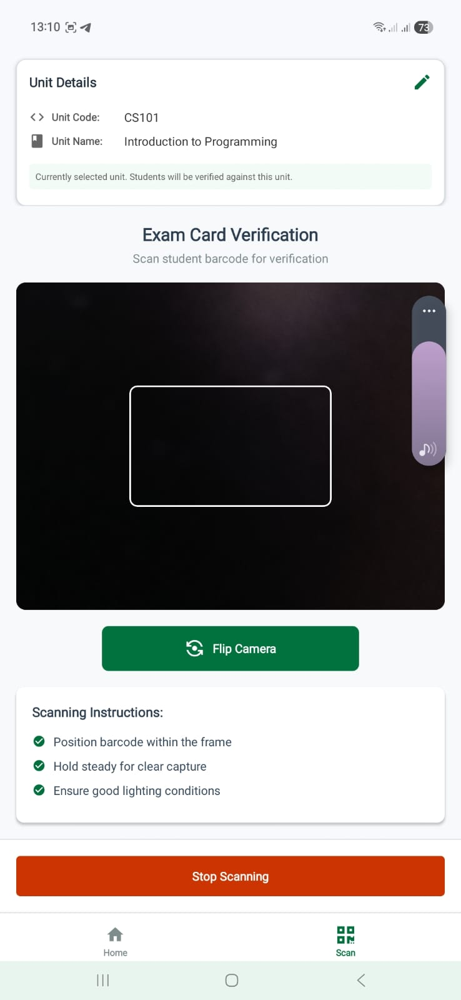 13:10
73
Unit Details
Unit Code: CS101
Unit Name: Introduction to Programming
Currently selected unit. Students will be verified against this unit.
Exam Card Verification
Scan student barcode for verification
Flip Camera
Scanning Instructions:
Position barcode within the frame
Hold steady for clear capture
Ensure good lighting conditions
Stop Scanning
Home
Scan